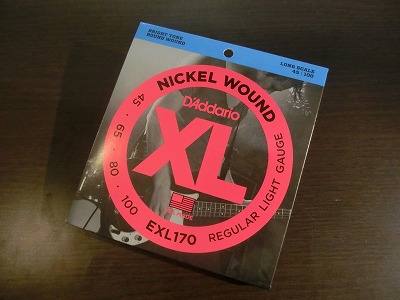 BRIGHT TONE
ROUND WOUND
LONG SCALE
45 | 100
NICKEL WOUND
D'Addario
XL
45 • 65 • 80 • 100
EXL170
REGULAR LIGHT GAUGE